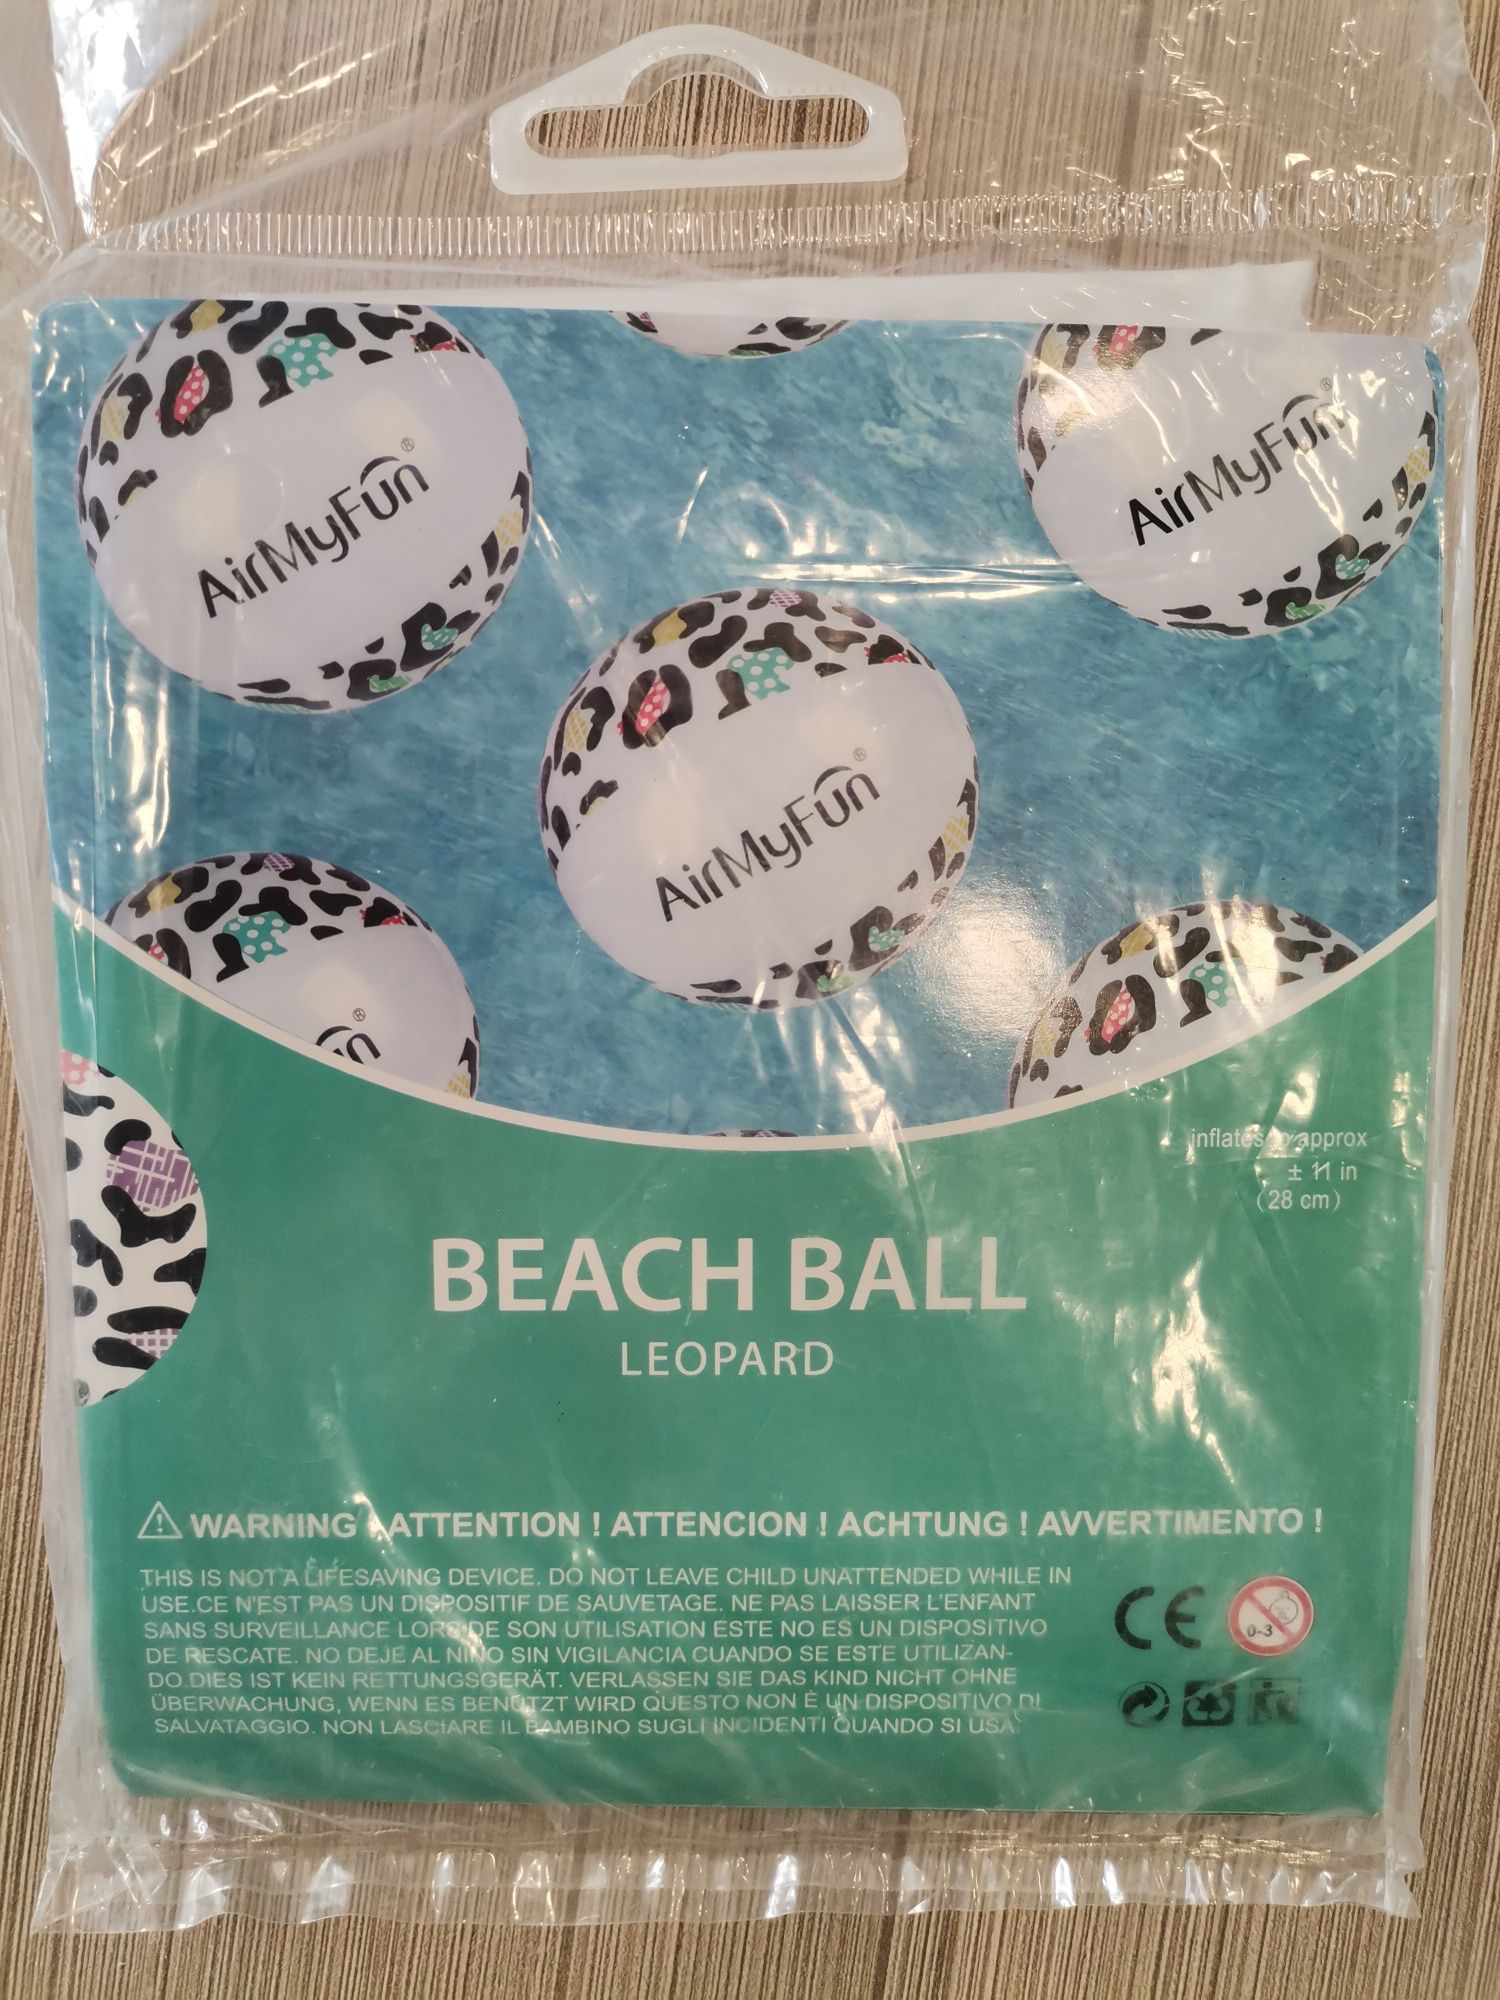 AirMyFun®
AirMyFun®
AirMyFun®
un®
inflates approx
± 11 in
(28 cm)
BEACH BALL
LEOPARD
WARNING ! ATTENTION ! ATTENCION ! ACHTUNG ! AVVERTIMENTO !
THIS IS NOT A LIFESAVING DEVICE. DO NOT LEAVE CHILD UNATTENDED WHILE IN
USE.CE N'EST PAS UN DISPOSITIF DE SAUVETAGE. NE PAS LAISSER L'ENFANT
SANS SURVEILLANCE LORS DE SON UTILISATION ESTE NO ES UN DISPOSITIVO
DE RESCATE. NO DEJE AL NINO SIN VIGILANCIA CUANDO SE ESTE UTILIZAN-
DO.DIES IST KEIN RETTUNGSGERÄT. VERLASSEN SIE DAS KIND NICHT OHNE
ÜBERWACHUNG, WENN ES BENUTZT WIRD QUESTO NON È UN DISPOSITIVO DI
SALVATAGGIO. NON LASCIARE IL BAMBINO SUGLI INCIDENTI QUANDO SI USA.
CE
0-3